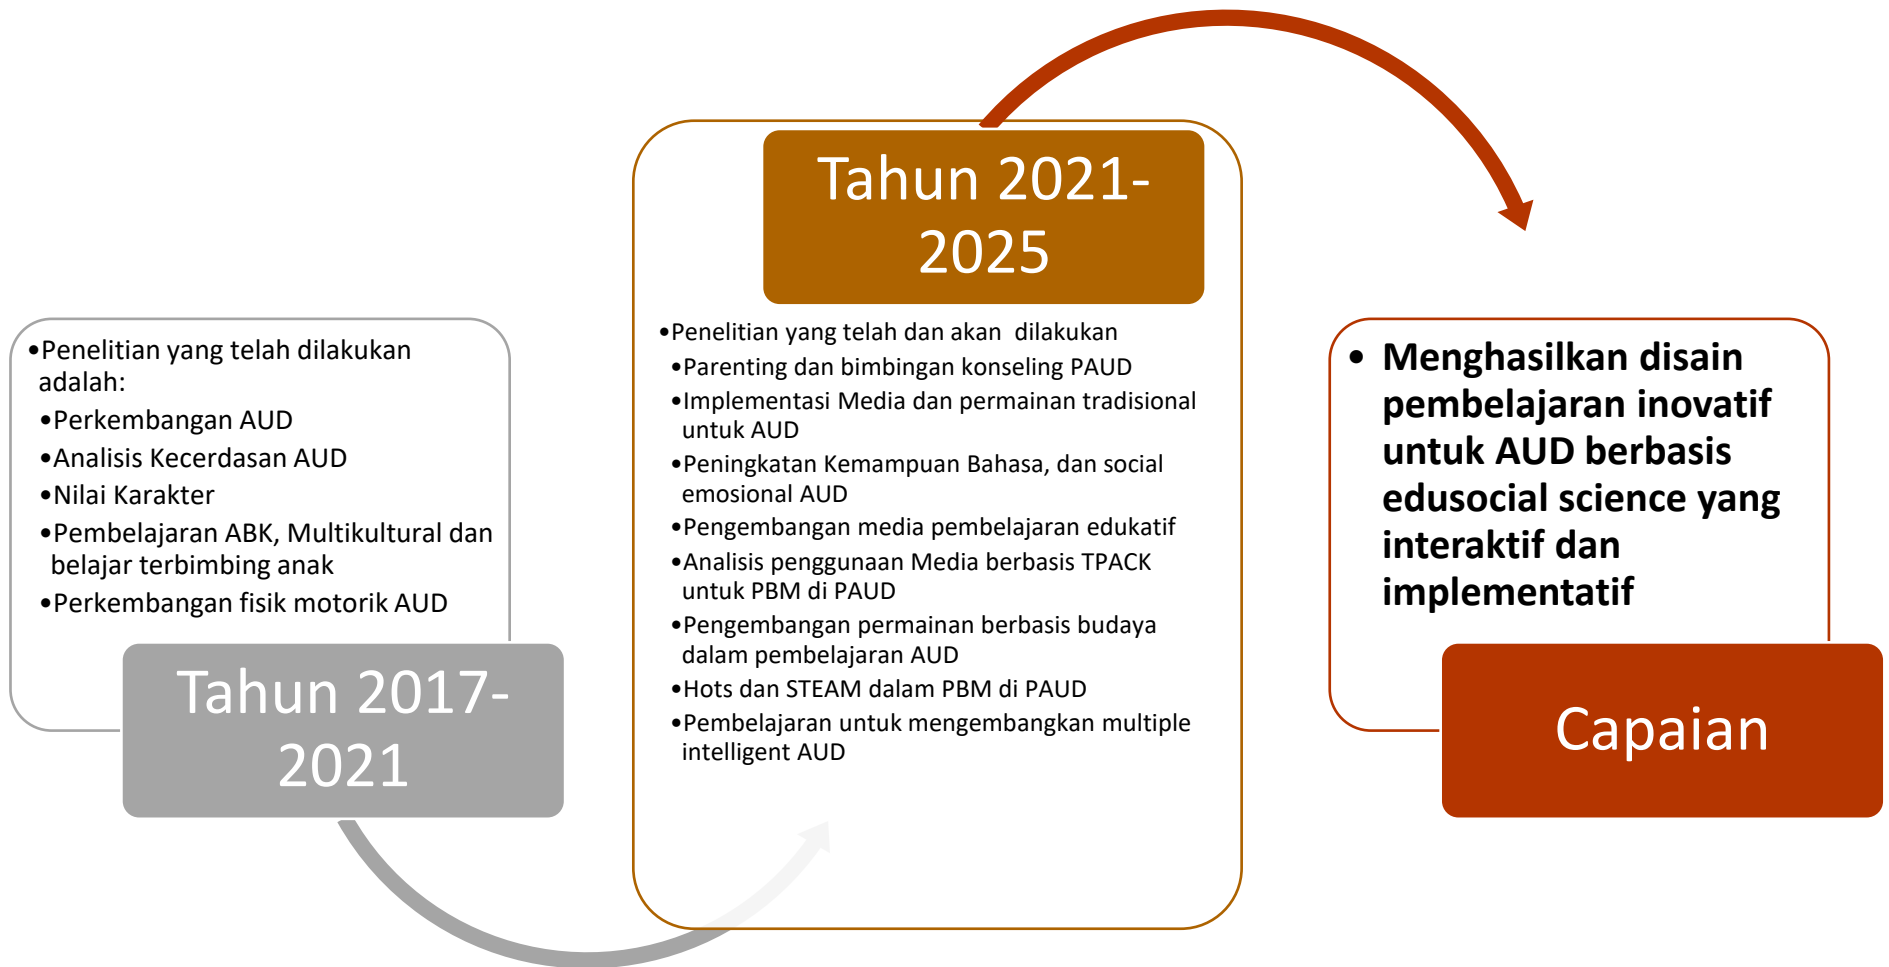 •Penelitian yang telah dilakukan
adalah:
•Perkembangan AUD
•Analisis Kecerdasan AUD
•Nilai Karakter
•Pembelajaran ABK, Multikultural dan
belajar terbimbing anak
•Perkembangan fisik motorik AUD
Tahun 2017-
2021
Tahun 2021-
2025
•Penelitian yang telah dan akan dilakukan
•Parenting dan bimbingan konseling PAUD
•Implementasi Media dan permainan tradisional
untuk AUD
•Peningkatan Kemampuan Bahasa, dan social
emosional AUD
•Pengembangan media pembelajaran edukatif
•Analisis penggunaan Media berbasis TPACK
untuk PBM di PAUD
•Pengembangan permainan berbasis budaya
dalam pembelajaran AUD
•Hots dan STEAM dalam PBM di PAUD
•Pembelajaran untuk mengembangkan multiple
intelligent AUD
• Menghasilkan disain
pembelajaran inovatif
untuk AUD berbasis
edusocial science yang
interaktif dan
implementatif
Capaian